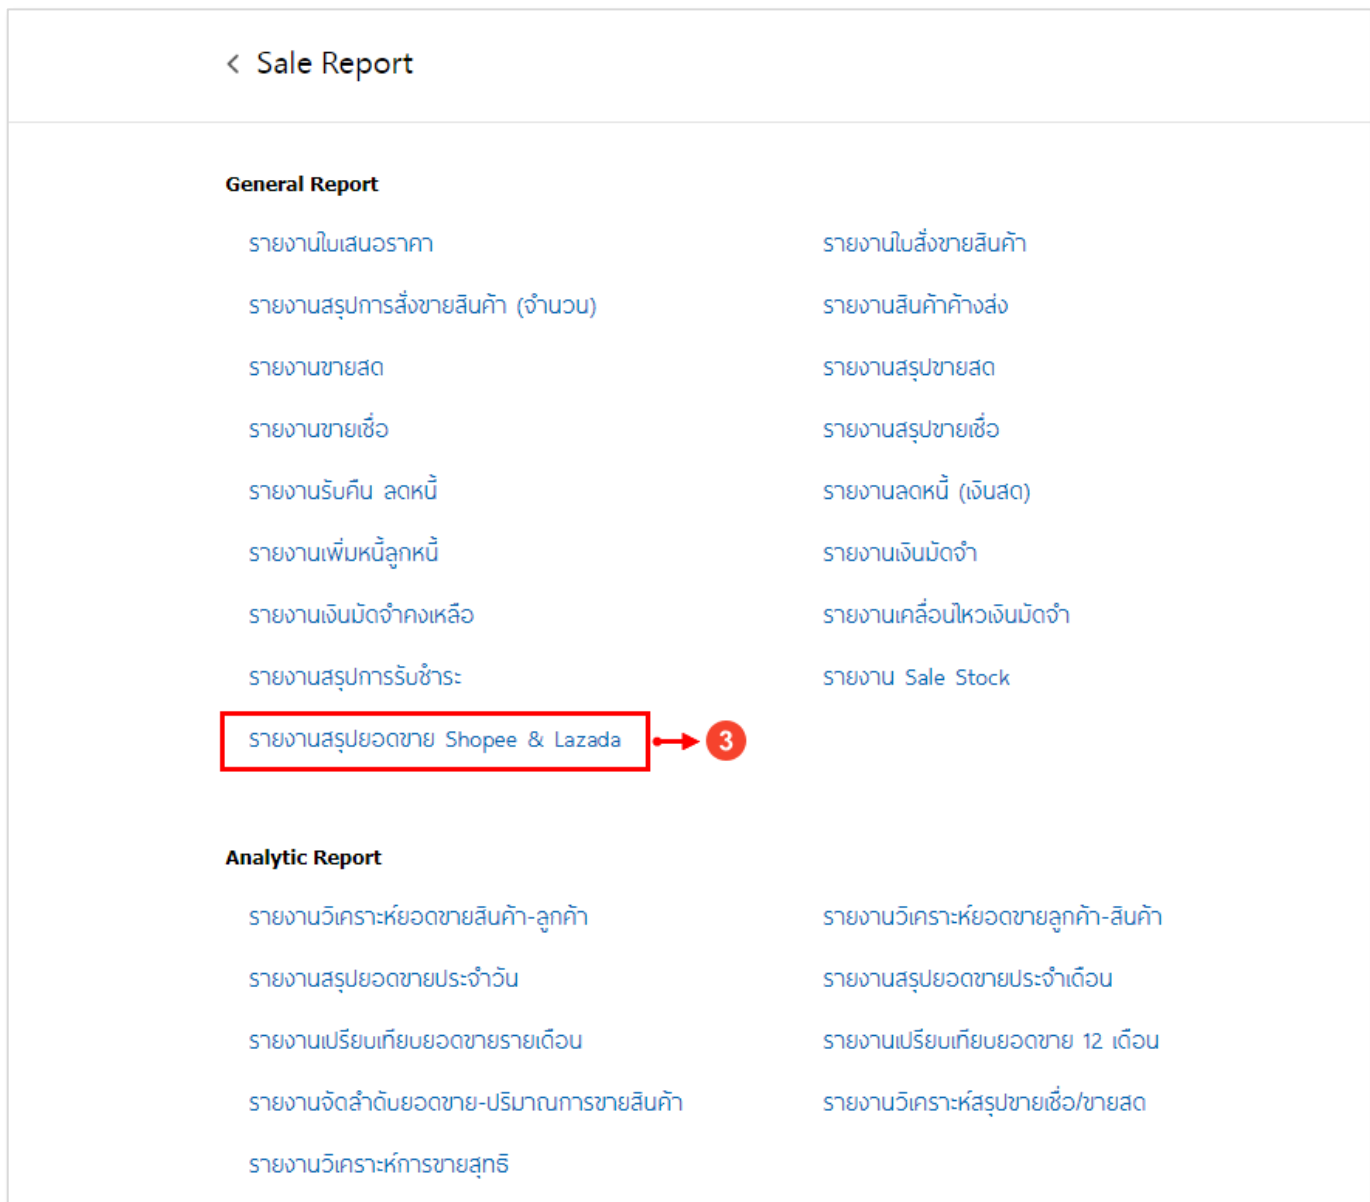 < Sale Report
General Report
รายงานใบเสนอราคา
รายงานใบสั่งขายสินค้า
รายงานสรุปการสั่งขายสินค้า (จำนวน)
รายงานสินค้าค้างส่ง
รายงานขายสด
รายงานสรุปขายสด
รายงานขายเชื่อ
รายงานสรุปขายเชื่อ
รายงานรับคืน ลดหนี้
รายงานลดหนี้ (เงินสด)
รายงานเพิ่มหนี้ลูกหนี้
รายงานเงินมัดจำ
รายงานเงินมัดจำคงเหลือ
รายงานเคลื่อนไหวเงินมัดจำ
รายงานสรุปการรับชำระ
รายงาน Sale Stock
รายงานสรุปยอดขาย Shopee & Lazada
3
Analytic Report
รายงานวิเคราะห์ยอดขายสินค้า-ลูกค้า
รายงานวิเคราะห์ยอดขายลูกค้า-สินค้า
รายงานสรุปยอดขายประจำวัน
รายงานสรุปยอดขายประจำเดือน
รายงานเปรียบเทียบยอดขายรายเดือน
รายงานเปรียบเทียบยอดขาย 12 เดือน
รายงานจัดลำดับยอดขาย-ปริมาณการขายสินค้า
รายงานวิเคราะห์สรุปขายเชื่อ/ขายสด
รายงานวิเคราะห์การขายสุทธิ